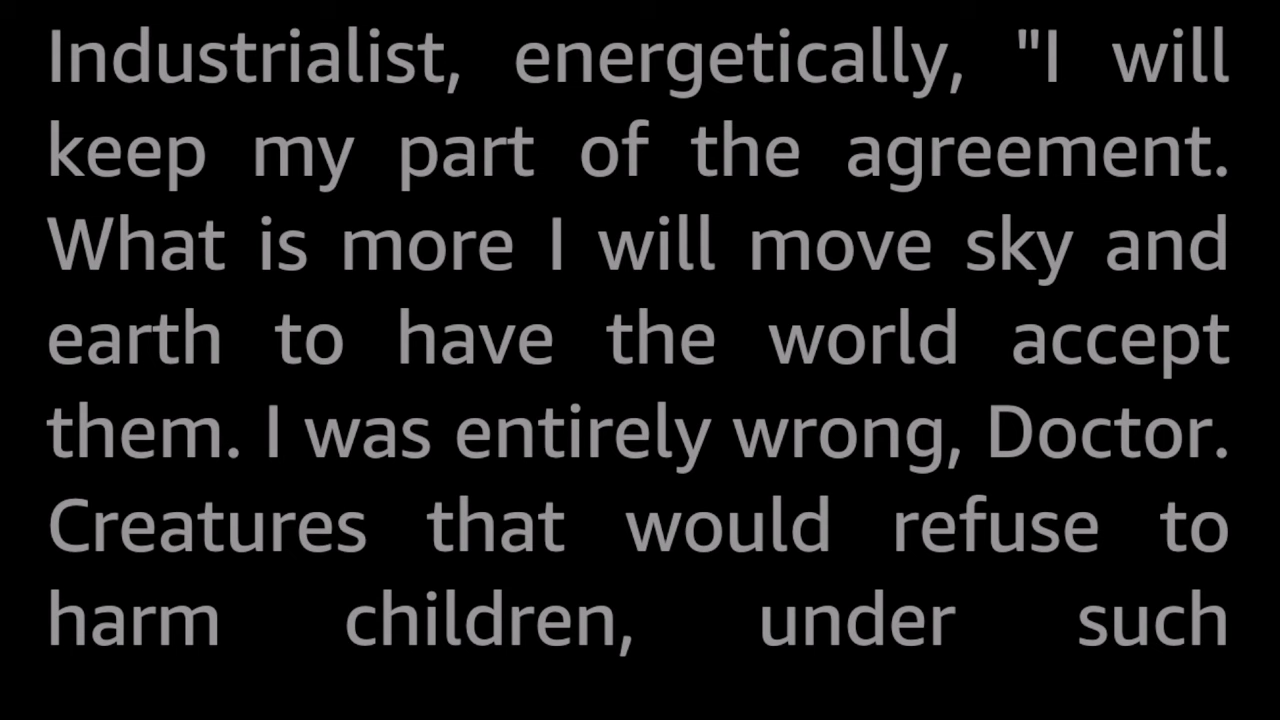 Industrialist, energetically, "I will
keep my part of the agreement.
What is more I will move sky and
earth to have the world accept
them. I was entirely wrong, Doctor.
Creatures that would refuse to
harm children, under such